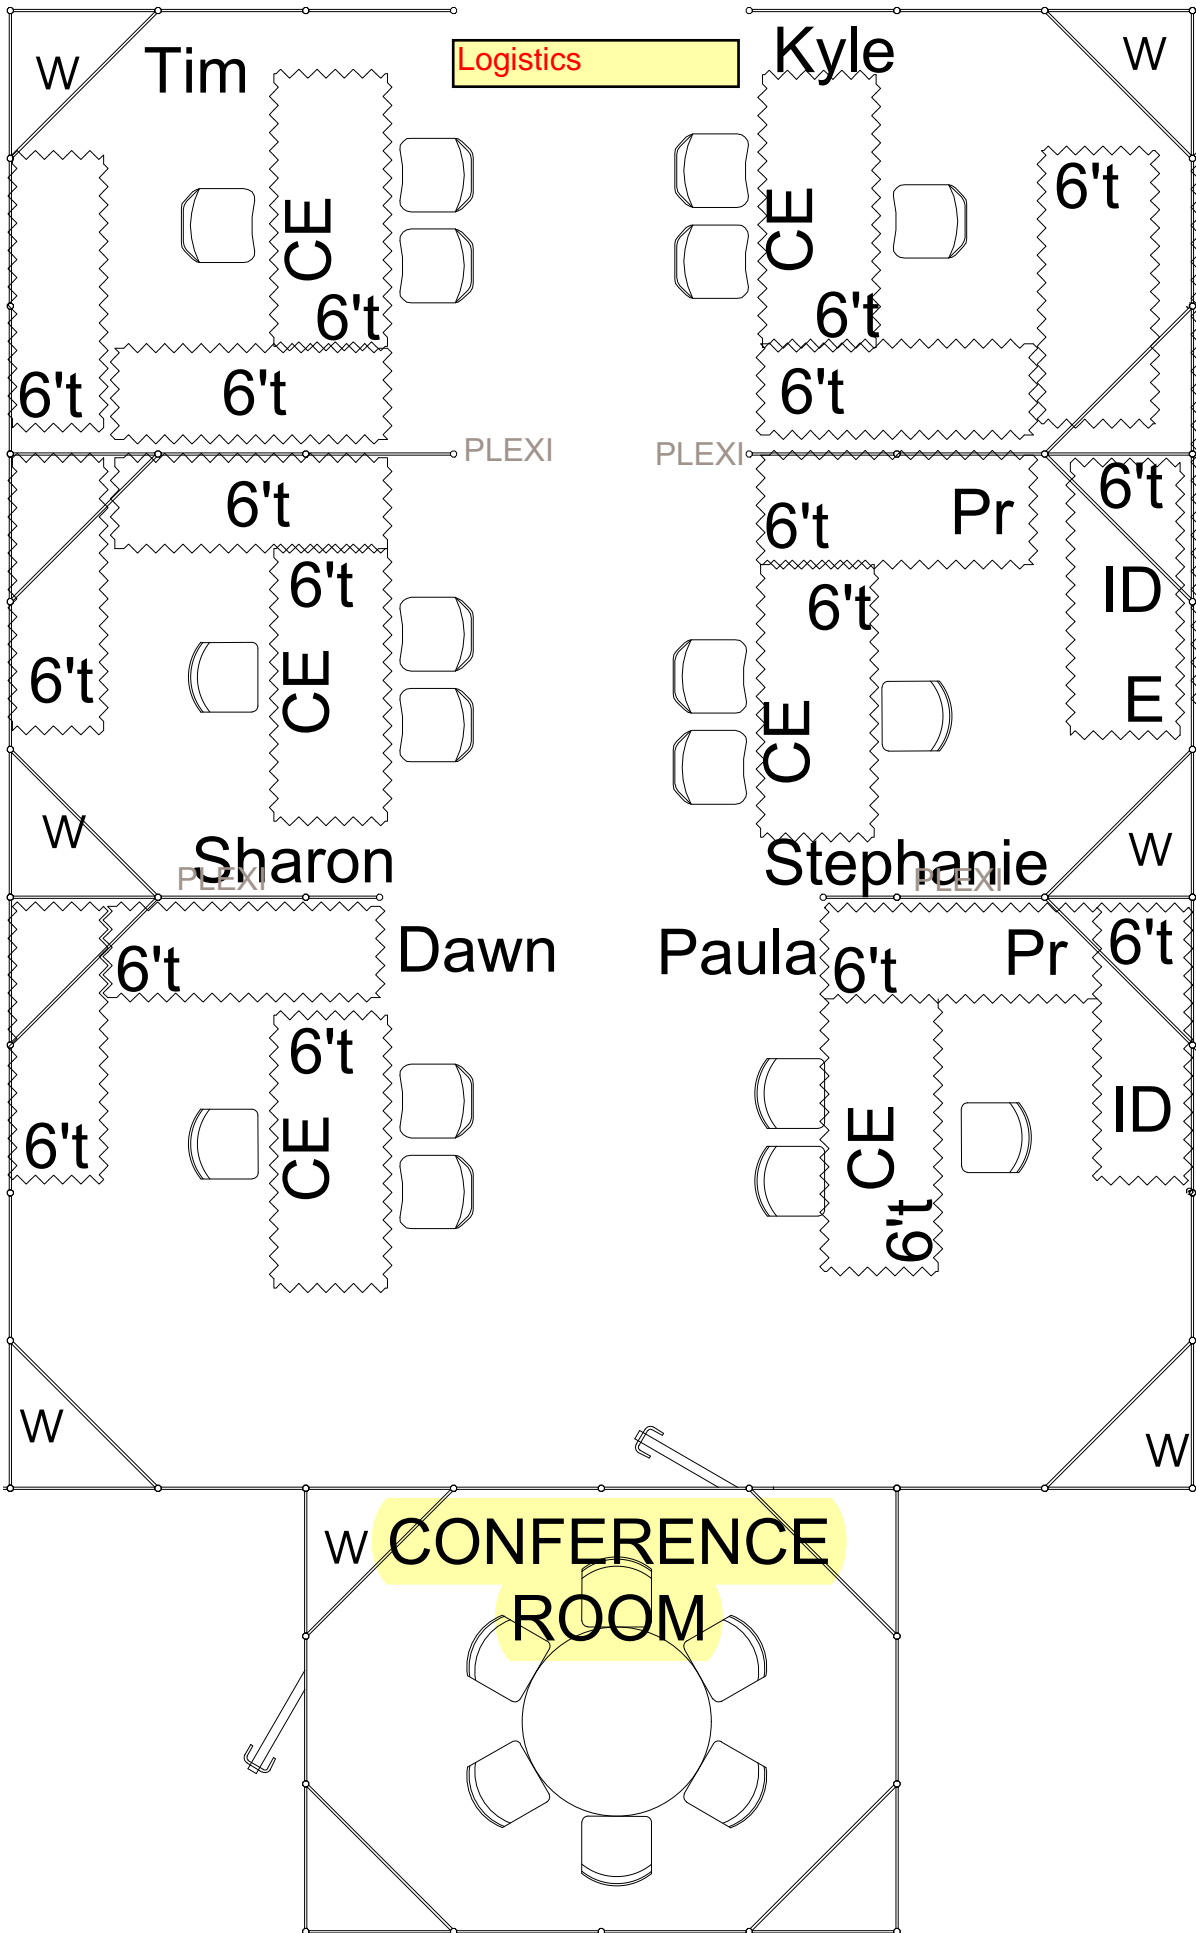 Tim
Logistics
Kyle
W
W
CE
CE
6't
6't
6't
6't
6't
6't
PLEXI
PLEXI
6't
6't
Pr
6't
6't
6't
ID
6't
CE
CE
E
W
W
Sharon
Stephanie
PLEXI
PLEXI
Dawn
Paula
6't
6't
Pr
6't
6't
6't
CE
CE
ID
6't
W
W
W
CONFERENCE
ROOM